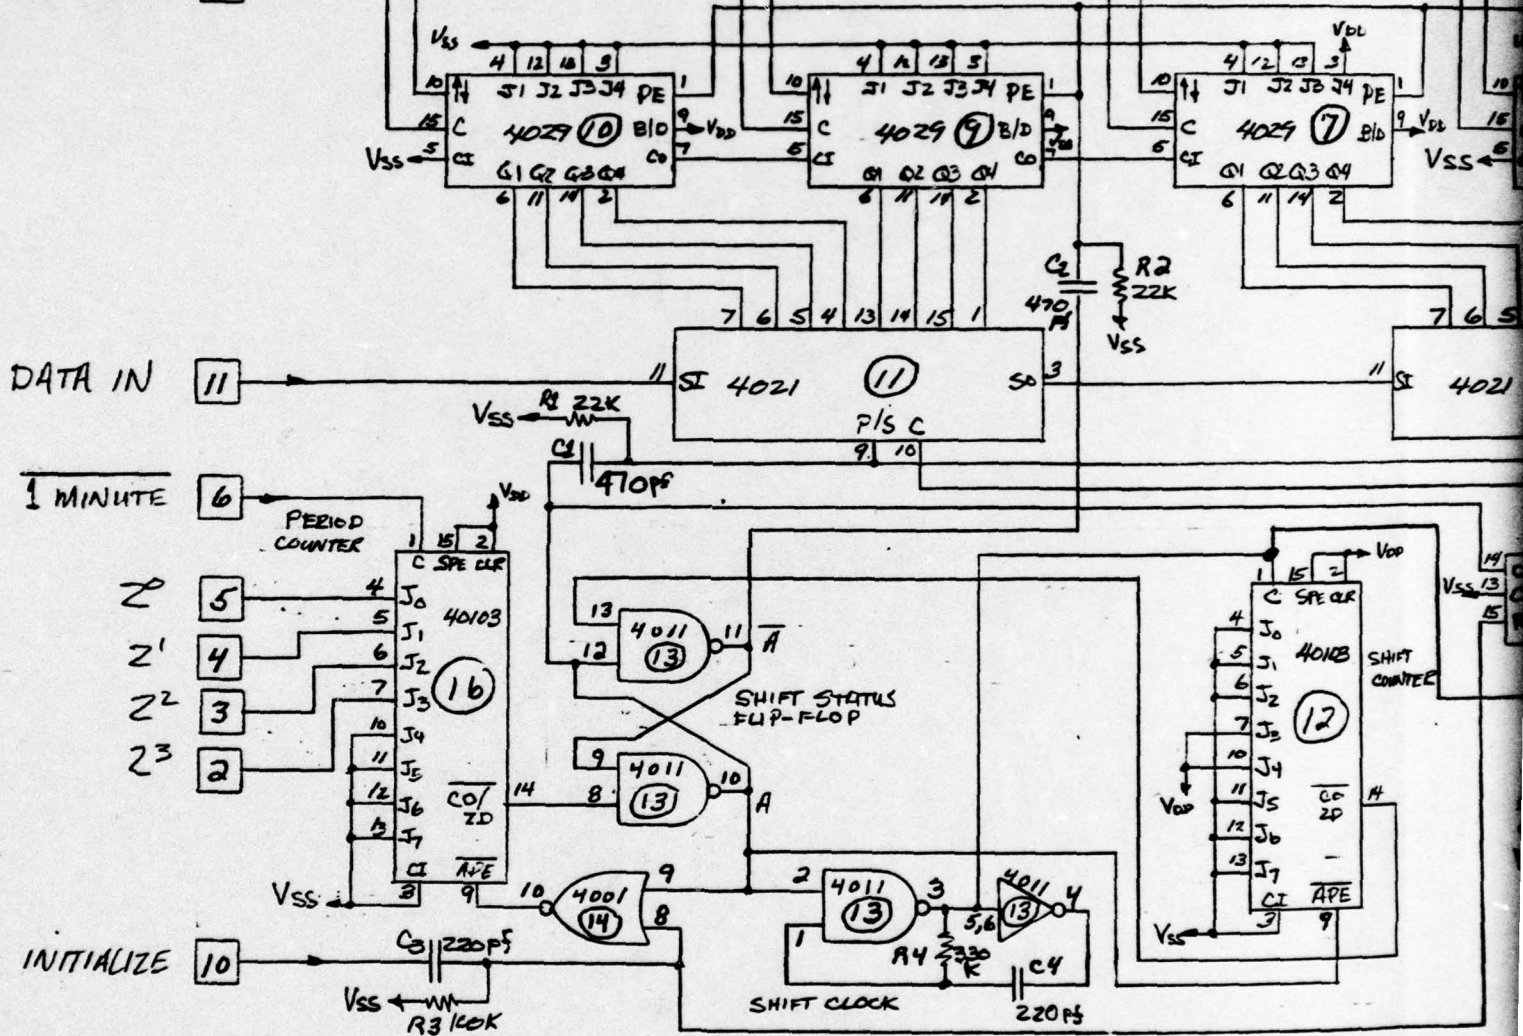 VSS
4 12 13 3
4 12 13 3
4 12 13 3
VDD
10 ↑↓ J1 J2 J3 J4 PE 1
10 ↑↓ J1 J2 J3 J4 PE 1
10 ↑↓ J1 J2 J3 J4 PE 1
15 C 4029 10 B/D 9 VDD
15 C 4029 9 B/D 9
15 C 4029 7 B/D 9 VDD
15
VSS 5 CI CO 7
5 CI CO 7
5 CI
VSS 5
Q1 Q2 Q3 Q4
Q1 Q2 Q3 Q4
Q1 Q2 Q3 Q4
6 11 14 2
6 11 14 2
6 11 14 2
C2
470
pf
R2
22K
VSS
7 6 5 4 13 14 15 1
7 6 5
DATA IN 11
11 SI 4021 11 SO 3
11 SI 4021
P/S C
9 10
VSS R1 22K
C1
470pf
1 MINUTE 6
PERIOD
COUNTER
VDD
1 15 2
C SPE CLR
2⁰ 5 4 J0
2¹ 4 5 J1
2² 3 6 J2
2³ 2 7 J3
10 J4
11 J5
12 J6
13 J7
40103
16
CO/
ZD
14
CI APE
VSS 3 9
13
12
4011
13
11 A
SHIFT STATUS
FLIP-FLOP
9
8
4011
13
10
A
10 4001 9
14 8
INITIALIZE 10
C3 220pf
VSS
R3 100K
2 4011 3
1 13
5,6 4011 4
13
R4 330
K
C4
220pf
SHIFT CLOCK
1 15 2 VDD
C SPE CLR
4 J0
5 J1
6 J2
7 J3
10 J4
VDD
11 J5
12 J6
13 J7
40103
12
SHIFT
COUNTER
CO
ZD
14
CI APE
VSS 3 9
14
VSS 13
15